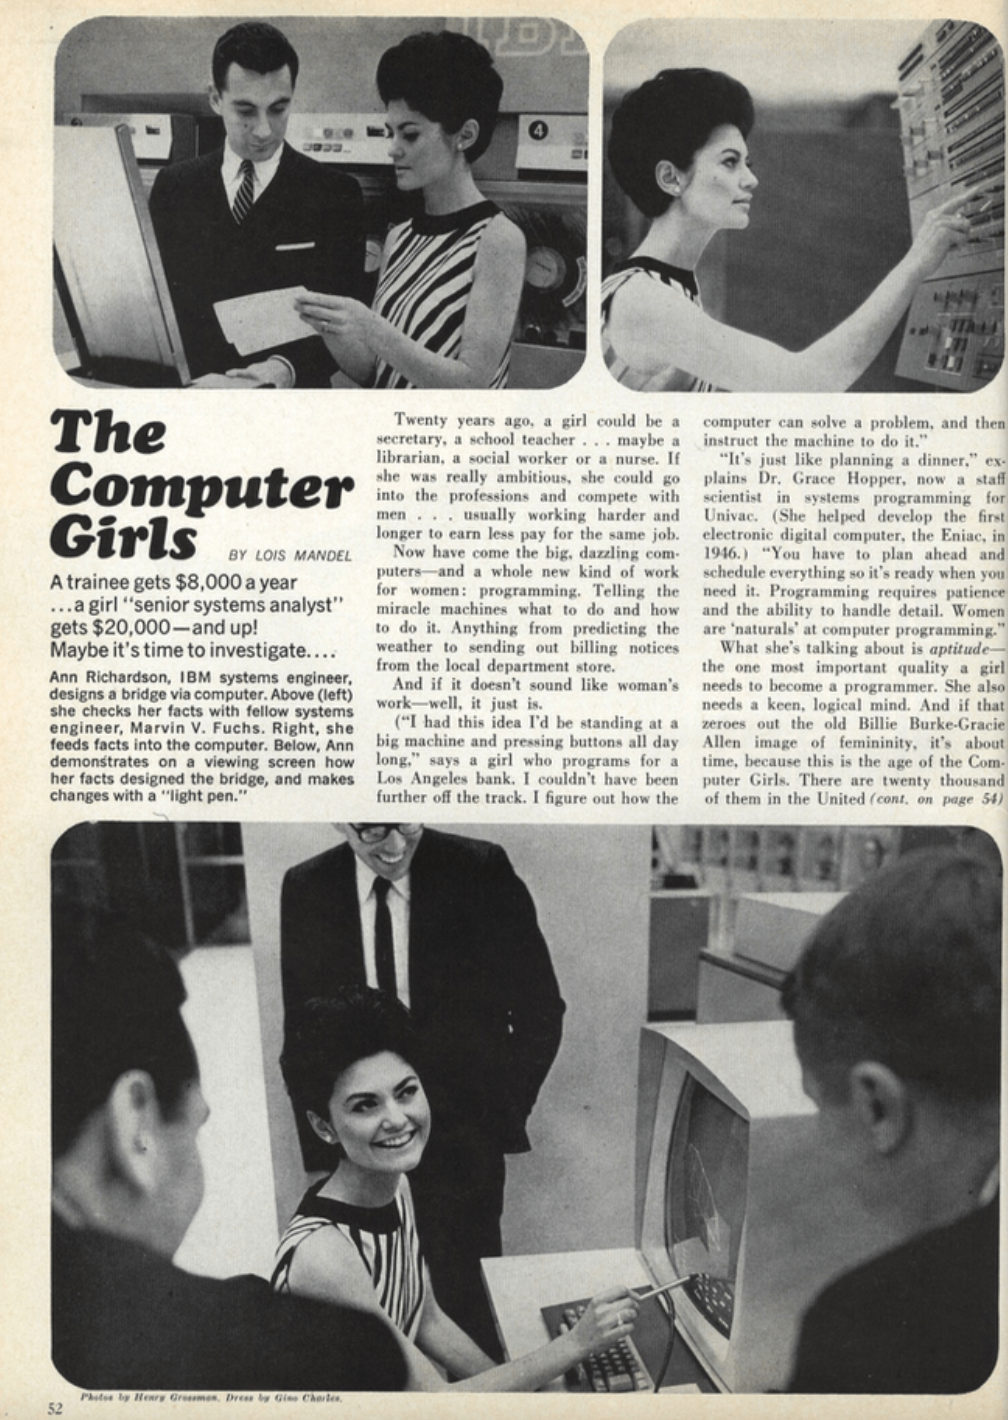 IBM
4
The
Computer
Girls
BY LOIS MANDEL
A trainee gets $8,000 a year
...a girl “senior systems analyst”
gets $20,000—and up!
Maybe it's time to investigate....
Ann Richardson, IBM systems engineer,
designs a bridge via computer. Above (left)
she checks her facts with fellow systems
engineer, Marvin V. Fuchs. Right, she
feeds facts into the computer. Below, Ann
demonstrates on a viewing screen how
her facts designed the bridge, and makes
changes with a “light pen.”
Twenty years ago, a girl could be a
secretary, a school teacher . . . maybe a
librarian, a social worker or a nurse. If
she was really ambitious, she could go
into the professions and compete with
men . . . usually working harder and
longer to earn less pay for the same job.
Now have come the big, dazzling com-
puters—and a whole new kind of work
for women: programming. Telling the
miracle machines what to do and how
to do it. Anything from predicting the
weather to sending out billing notices
from the local department store.
And if it doesn't sound like woman's
work—well, it just is.
(“I had this idea I'd be standing at a
big machine and pressing buttons all day
long,” says a girl who programs for a
Los Angeles bank. I couldn't have been
further off the track. I figure out how the
computer can solve a problem, and then
instruct the machine to do it.”
“It's just like planning a dinner,” ex-
plains Dr. Grace Hopper, now a staff
scientist in systems programming for
Univac. (She helped develop the first
electronic digital computer, the Eniac, in
1946.) “You have to plan ahead and
schedule everything so it's ready when you
need it. Programming requires patience
and the ability to handle detail. Women
are ‘naturals’ at computer programming.”
What she's talking about is aptitude—
the one most important quality a girl
needs to become a programmer. She also
needs a keen, logical mind. And if that
zeroes out the old Billie Burke-Gracie
Allen image of femininity, it's about
time, because this is the age of the Com-
puter Girls. There are twenty thousand
of them in the United (cont. on page 54)
Photos by Henry Grossman. Dress by Gino Charles.
52